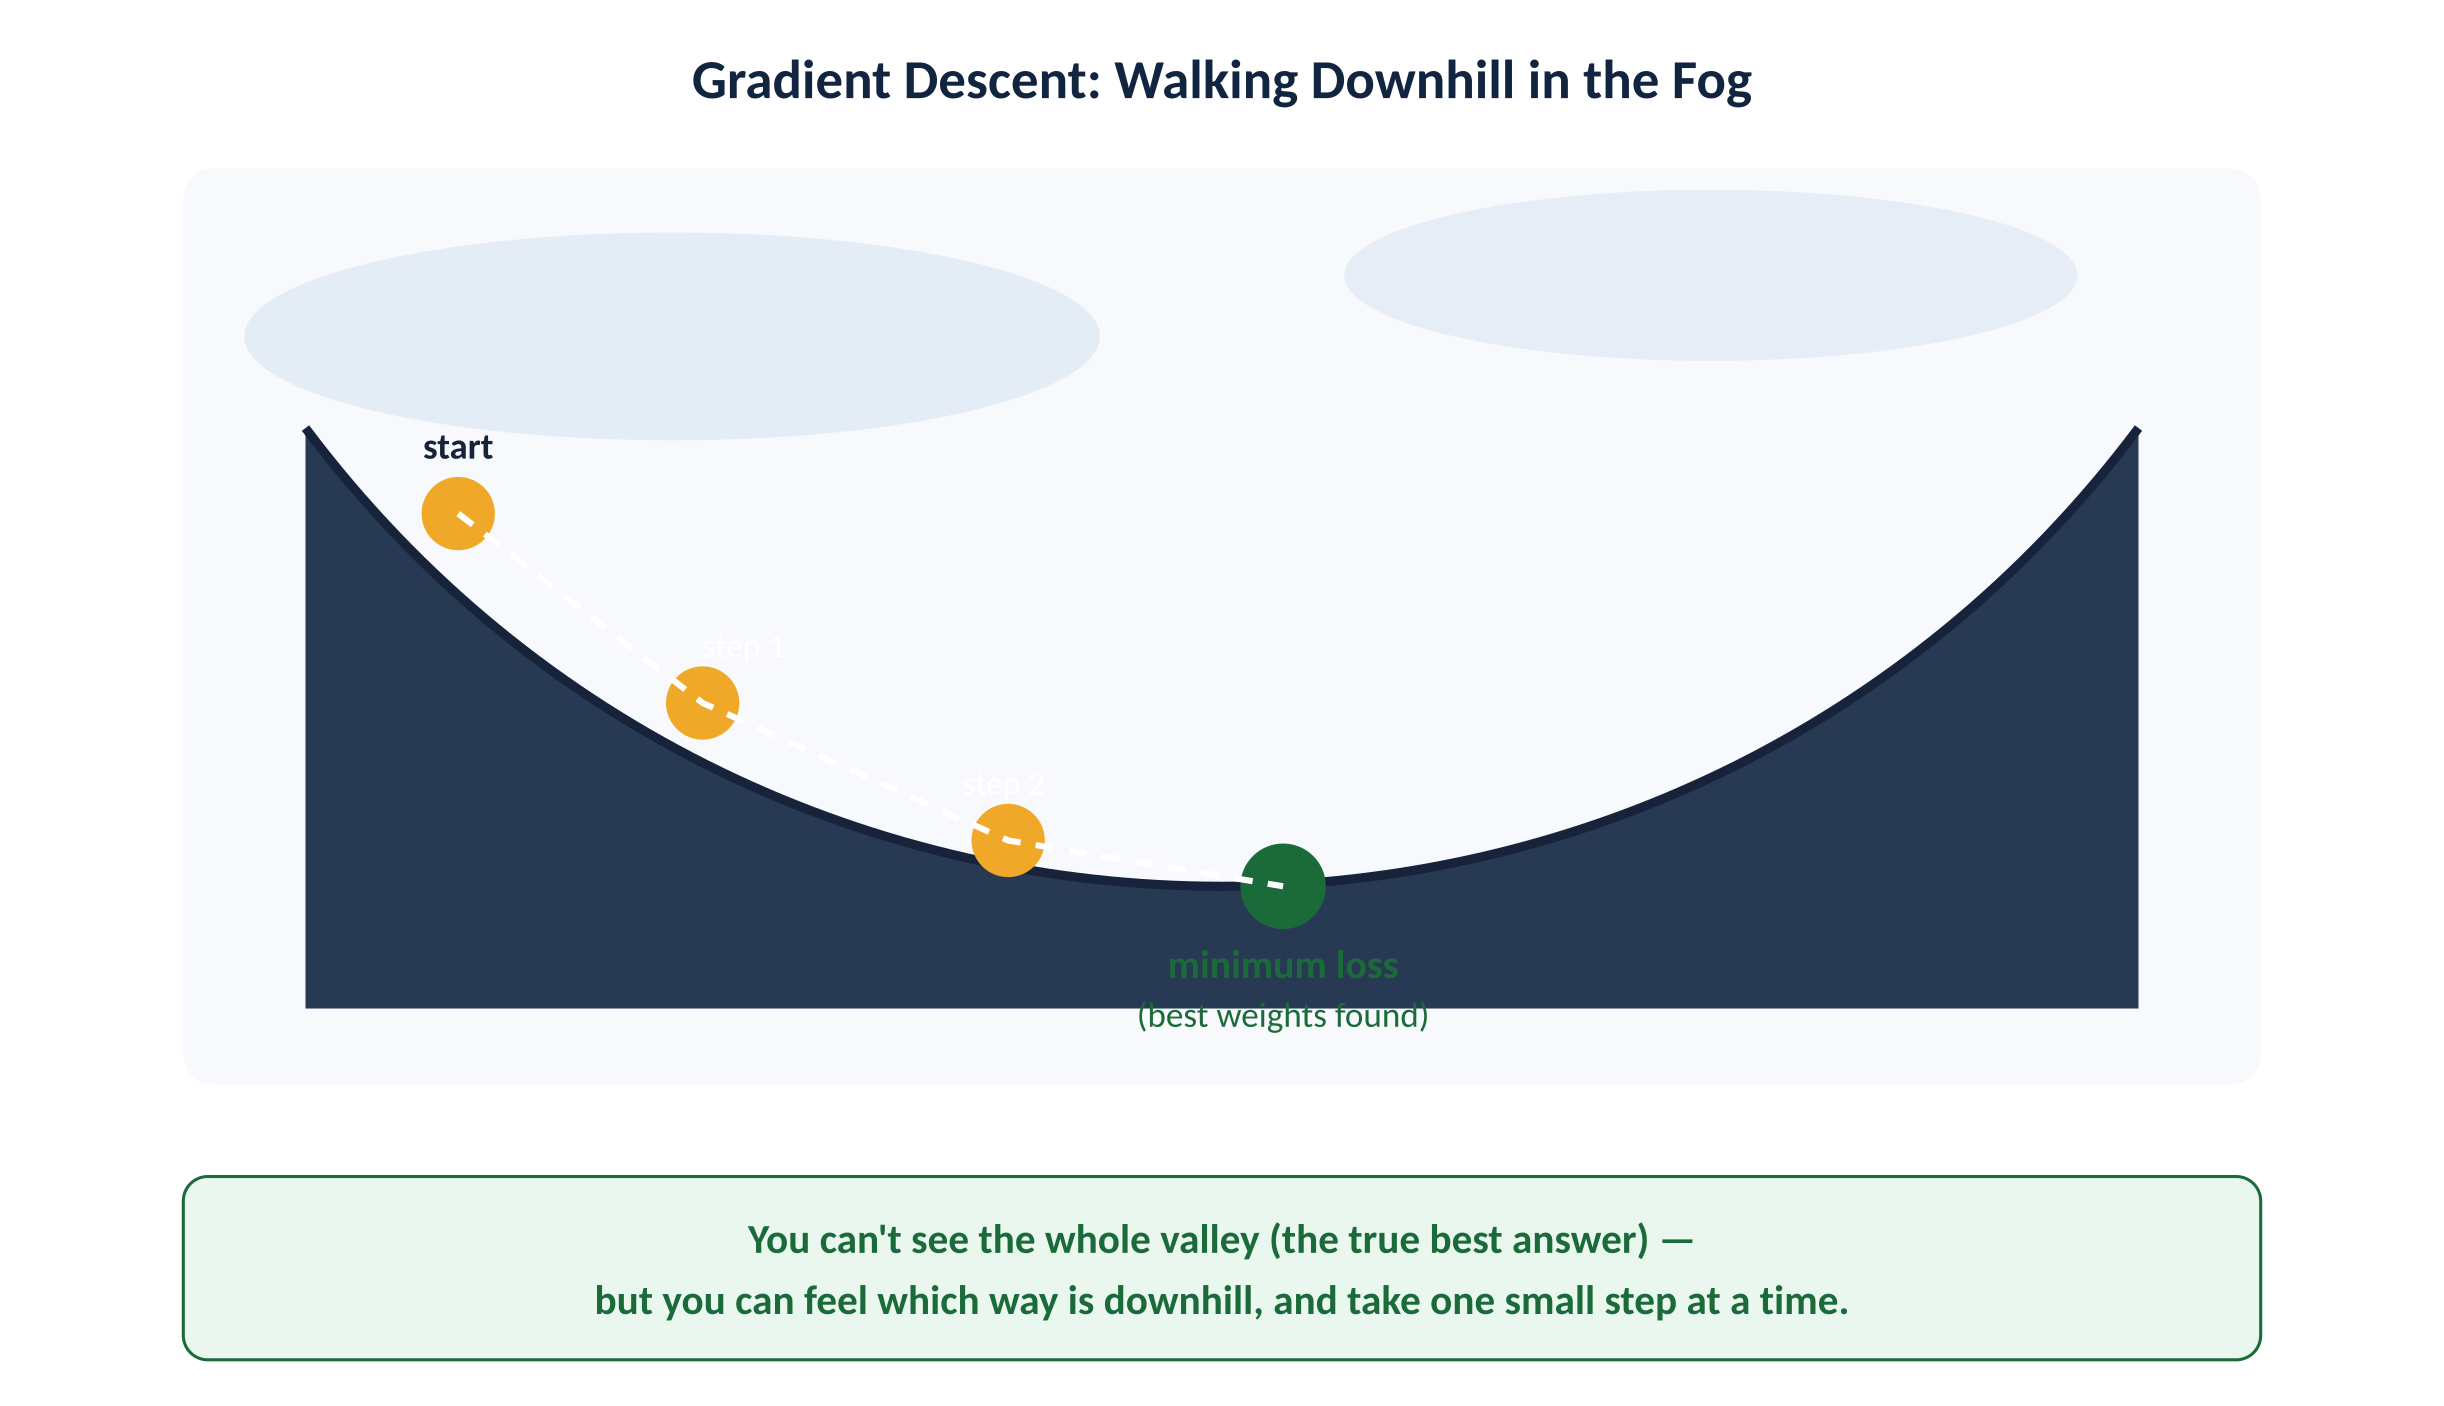 Gradient Descent: Walking Downhill in the Fog
start
step 1
step 2
minimum loss
(best weights found)
You can't see the whole valley (the true best answer) —
but you can feel which way is downhill, and take one small step at a time.